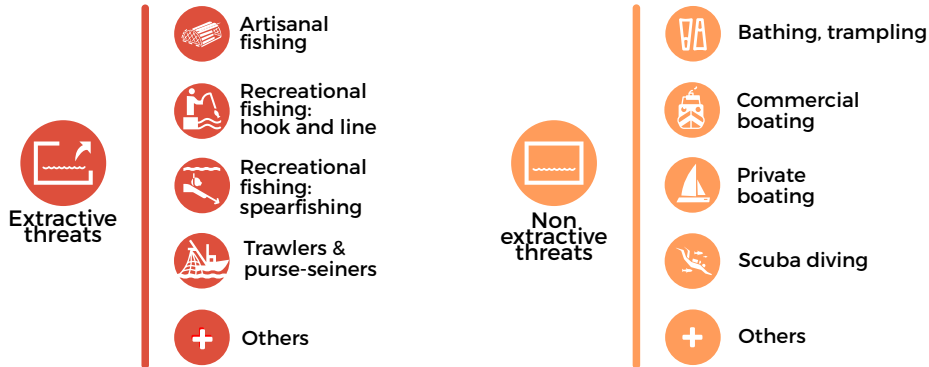 Extractive
threats
Artisanal
fishing
Recreational
fishing:
hook and line
Recreational
fishing:
spearfishing
Trawlers &
purse-seiners
Others
Non
extractive
threats
Bathing, trampling
Commercial
boating
Private
boating
Scuba diving
Others